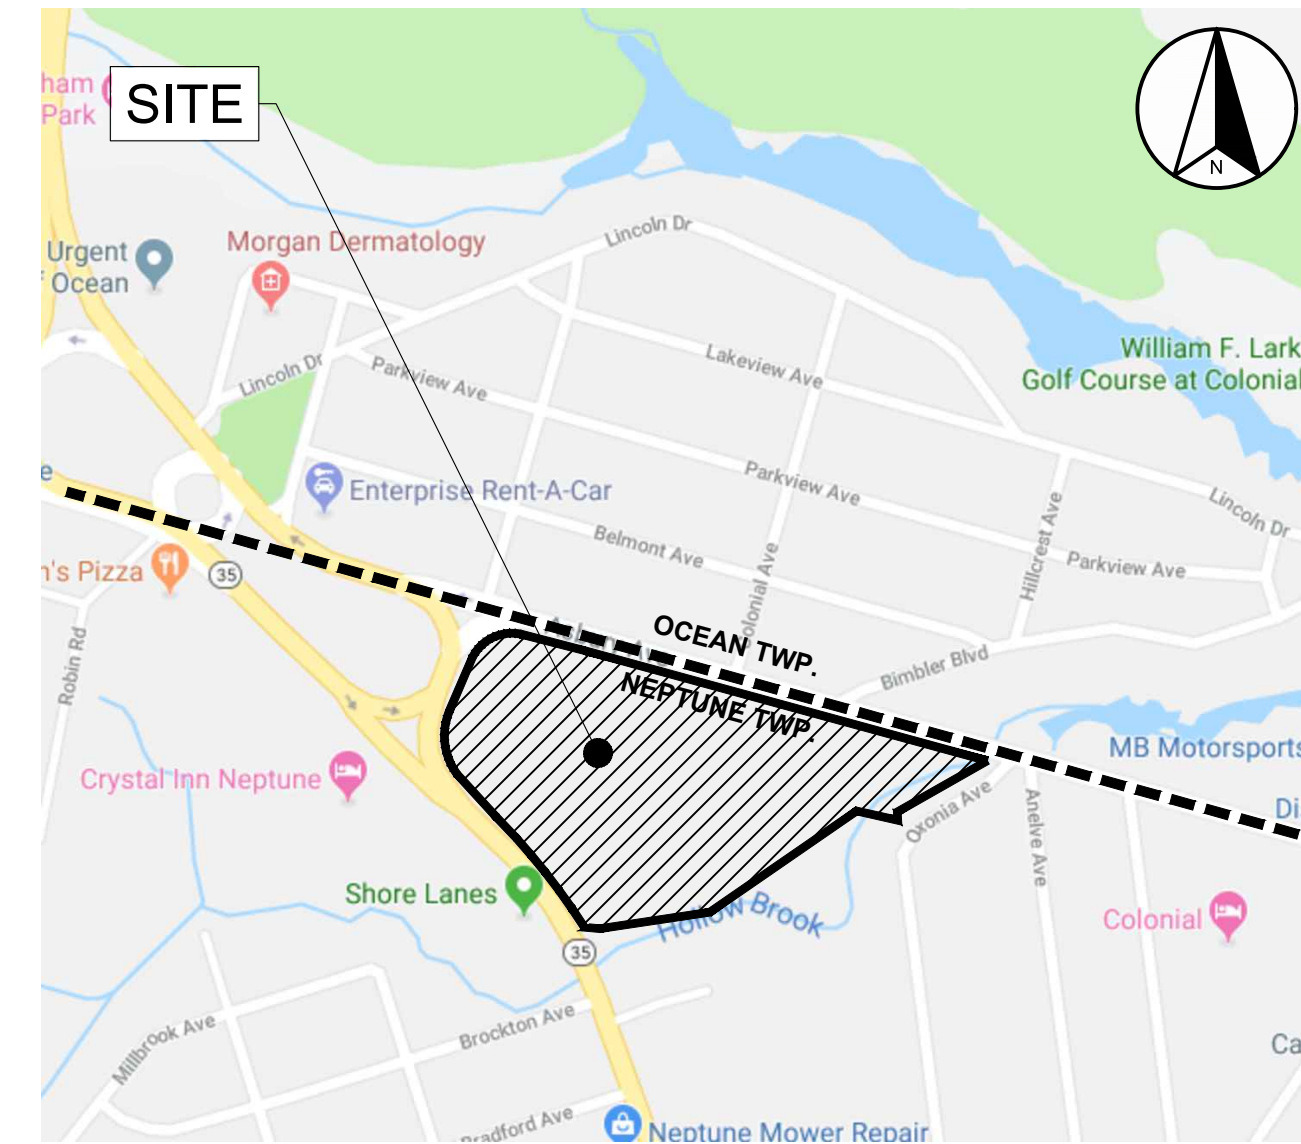 ham
Park
SITE
N
Urgent
Ocean
Morgan Dermatology
Lincoln Dr
William F. Lark
Golf Course at Colonial
Lakeview Ave
Lincoln Dr
Parkview Ave
e
Enterprise Rent-A-Car
Parkview Ave
Lincoln Dr
Belmont Ave
Hillcrest Ave
Parkview Ave
n's Pizza
35
Colonial Ave
OCEAN TWP.
NEPTUNE TWP.
Robin Rd
Bimbler Blvd
MB Motorsports
Crystal Inn Neptune
Di
Oxonia Ave
Anelve Ave
Shore Lanes
Hollow Brook
Colonial
35
Millbrook Ave
Brockton Ave
Ca
Bradford Ave
Neptune Mower Repair